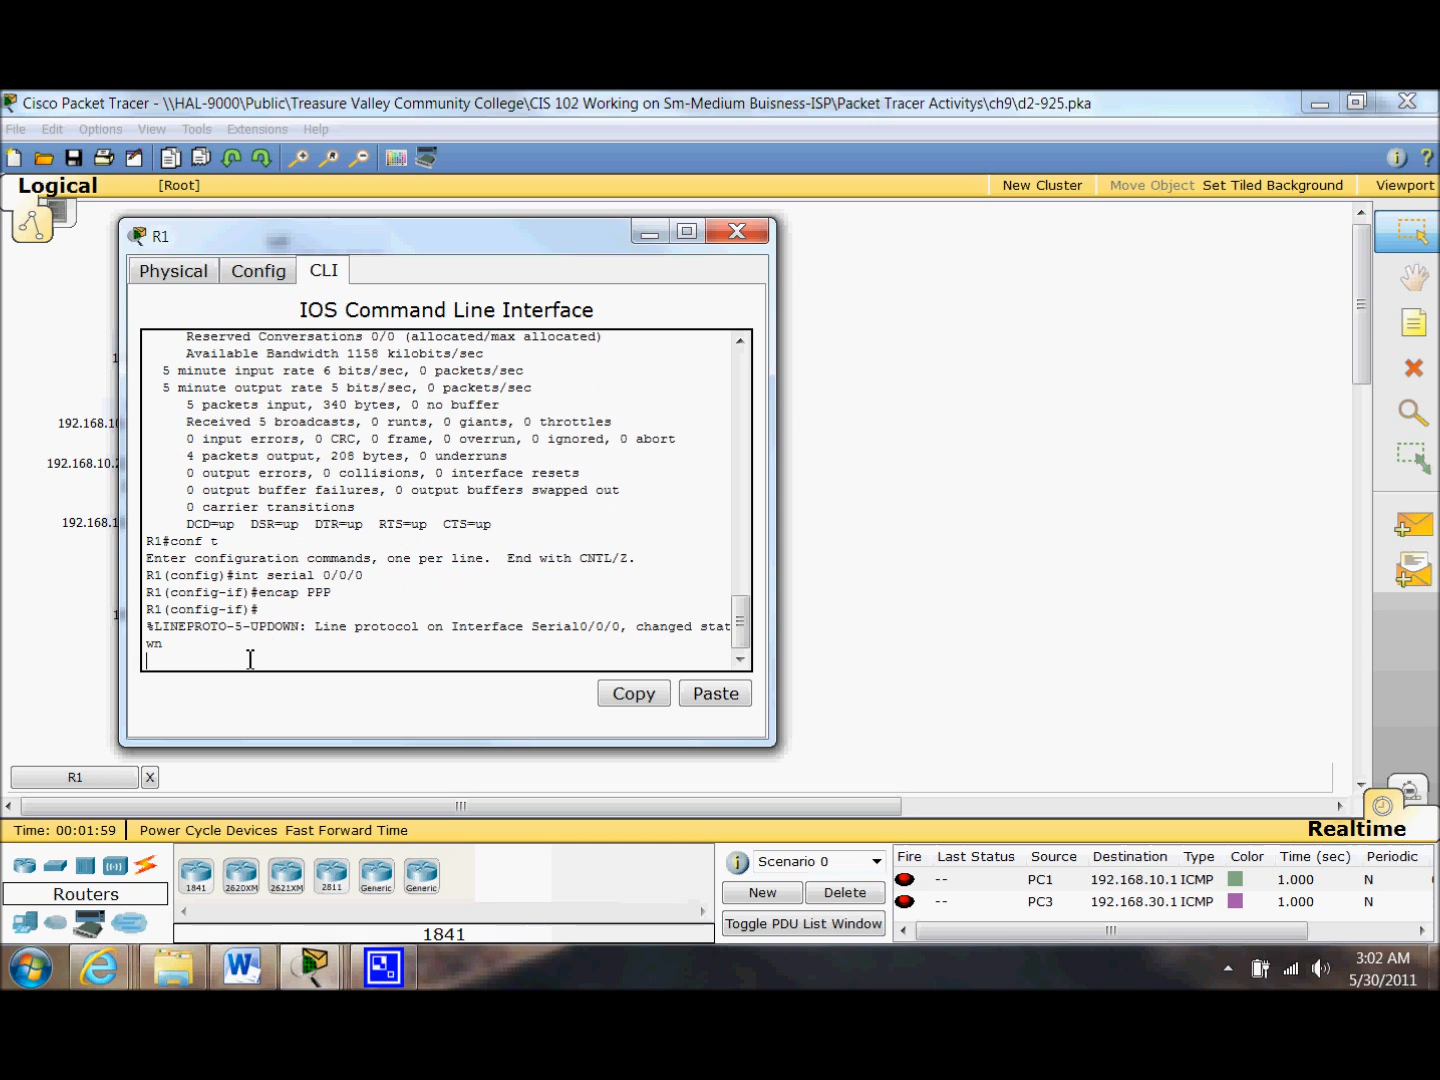 Cisco Packet Tracer - \\HAL-9000\Public\Treasure Valley Community College\CIS 102 Working on Sm-Medium Buisness-ISP\Packet Tracer Activitys\ch9\d2-925.pka
File Edit Options View Tools Extensions Help
Logical [Root] New Cluster Move Object Set Tiled Background Viewport
R1
Physical Config CLI
IOS Command Line Interface
Reserved Conversations 0/0 (allocated/max allocated)
Available Bandwidth 1158 kilobits/sec
5 minute input rate 6 bits/sec, 0 packets/sec
5 minute output rate 5 bits/sec, 0 packets/sec
5 packets input, 340 bytes, 0 no buffer
Received 5 broadcasts, 0 runts, 0 giants, 0 throttles
0 input errors, 0 CRC, 0 frame, 0 overrun, 0 ignored, 0 abort
4 packets output, 208 bytes, 0 underruns
0 output errors, 0 collisions, 0 interface resets
0 output buffer failures, 0 output buffers swapped out
0 carrier transitions
DCD=up DSR=up DTR=up RTS=up CTS=up
R1#conf t
Enter configuration commands, one per line. End with CNTL/Z.
R1(config)#int serial 0/0/0
R1(config-if)#encap PPP
R1(config-if)#
%LINEPROTO-5-UPDOWN: Line protocol on Interface Serial0/0/0, changed stat
wn
Copy Paste
1
192.168.10
192.168.10.2
192.168.1
1
R1 X
Time: 00:01:59 Power Cycle Devices Fast Forward Time
Realtime
Routers
1841 2620XM 2621XM 2811 Generic Generic
1841
Scenario 0
New Delete
Toggle PDU List Window
Fire Last Status Source Destination Type Color Time (sec) Periodic
-- PC1 192.168.10.1 ICMP 1.000 N
-- PC3 192.168.30.1 ICMP 1.000 N
3:02 AM
5/30/2011